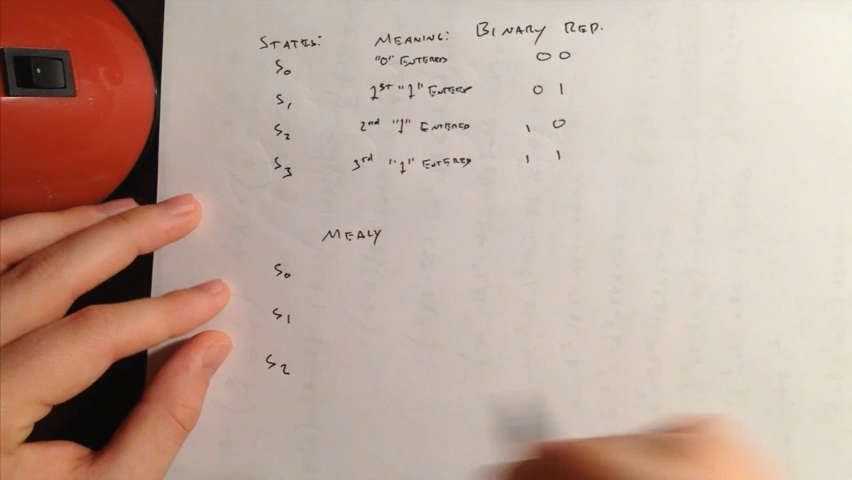 STATES: MEANING: BINARY REP.
S0 "0" ENTERED 0 0
S1 1ST "1" ENTERED 0 1
S2 2nd "1" ENTERED 1 0
S3 3rd "1" ENTERED 1 1
MEALY
S0
S1
S2